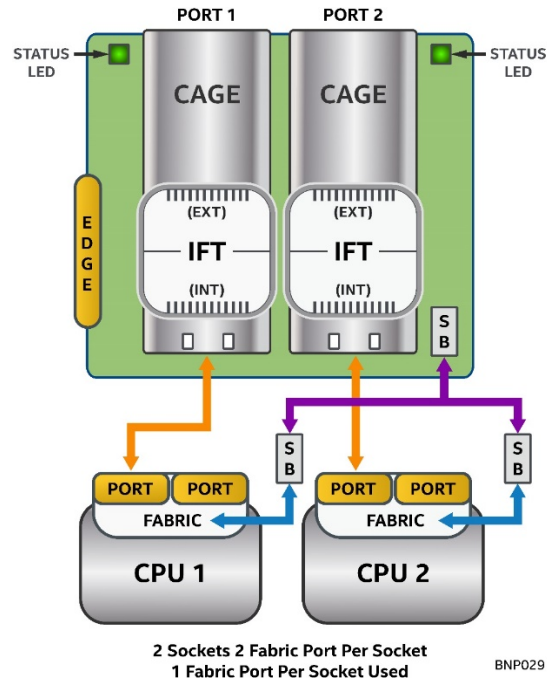 PORT 1
PORT 2
STATUS
LED
STATUS
LED
CAGE
CAGE
EDGE
(EXT)
(EXT)
IFT
IFT
(INT)
(INT)
SB
SB
SB
PORT
PORT
PORT
PORT
FABRIC
FABRIC
CPU 1
CPU 2
2 Sockets 2 Fabric Port Per Socket
1 Fabric Port Per Socket Used
BNP029